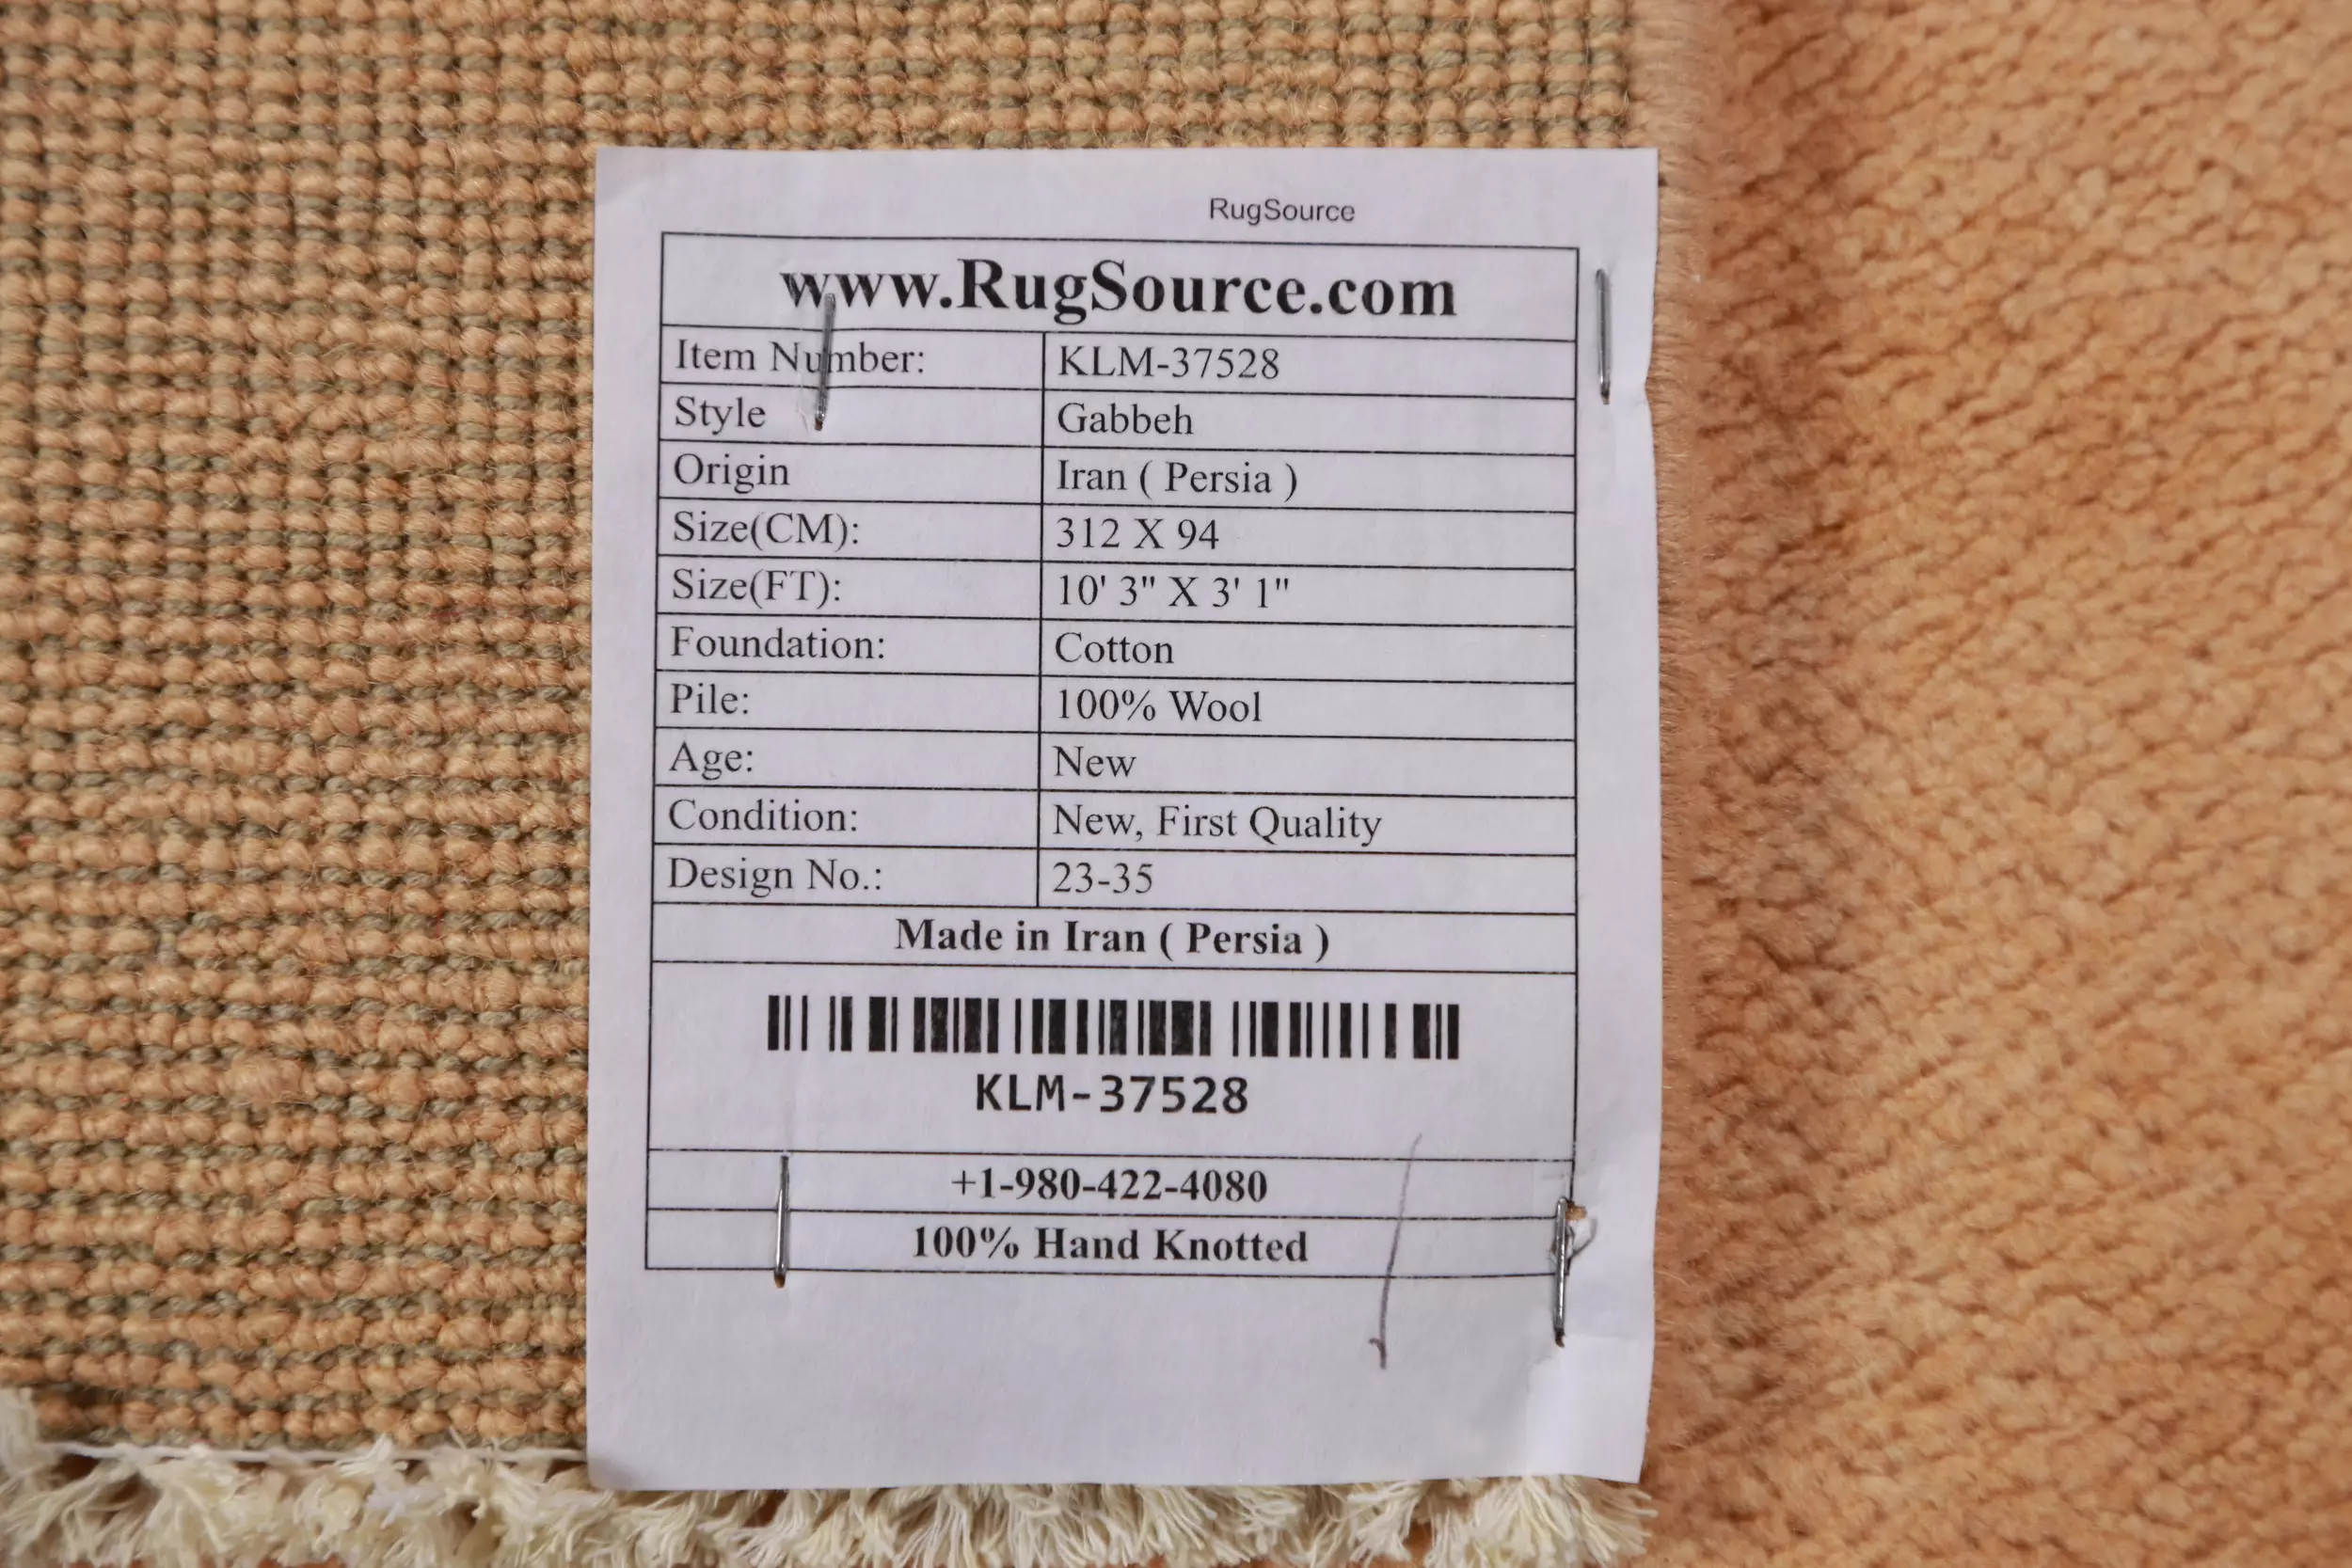 RugSource
www.RugSource.com
Item Number: KLM-37528
Style Gabbeh
Origin Iran ( Persia )
Size(CM): 312 X 94
Size(FT): 10' 3" X 3' 1"
Foundation: Cotton
Pile: 100% Wool
Age: New
Condition: New, First Quality
Design No.: 23-35
Made in Iran ( Persia )
KLM-37528
+1-980-422-4080
100% Hand Knotted